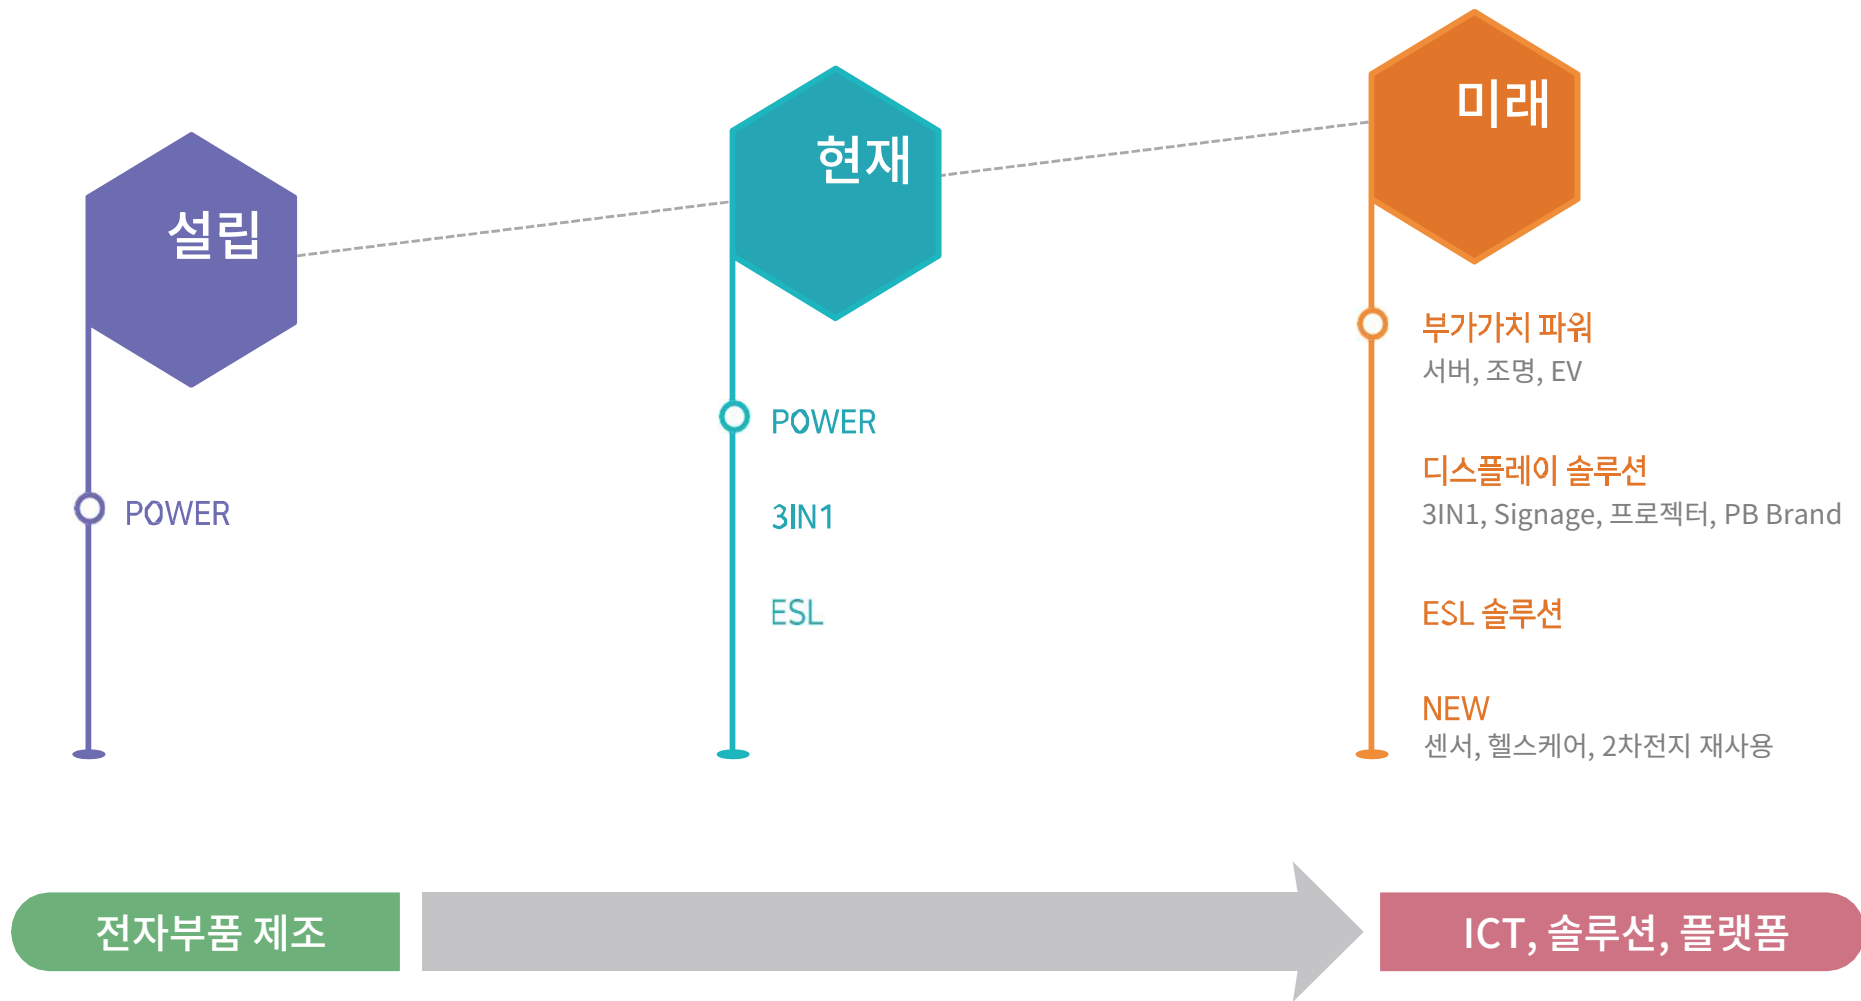 설립
POWER
현재
POWER
3IN1
ESL
미래
부가가치 파워
서버, 조명, EV
디스플레이 솔루션
3IN1, Signage, 프로젝터, PB Brand
ESL 솔루션
NEW
센서, 헬스케어, 2차전지 재사용
전자부품 제조
ICT, 솔루션, 플랫폼